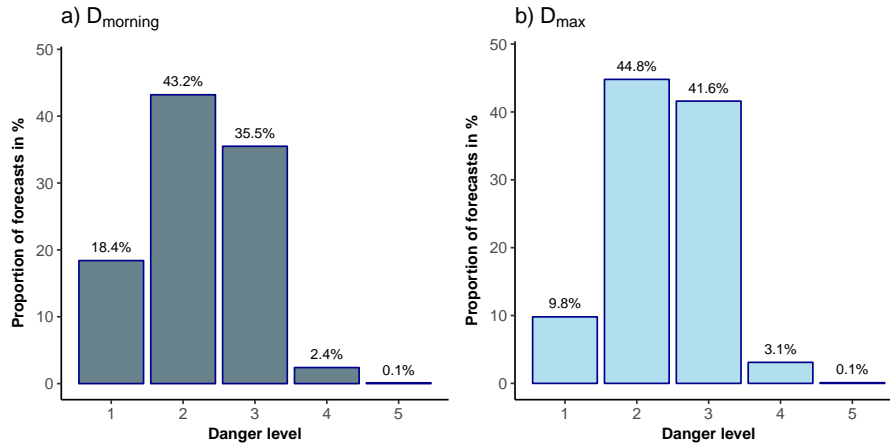 a) Dmorning
50
40
30
20
10
0
18.4%
43.2%
35.5%
2.4%
0.1%
1 2 3 4 5
Danger level
Proportion of forecasts in %
b) Dmax
50
40
30
20
10
0
9.8%
44.8%
41.6%
3.1%
0.1%
1 2 3 4 5
Danger level
Proportion of forecasts in %